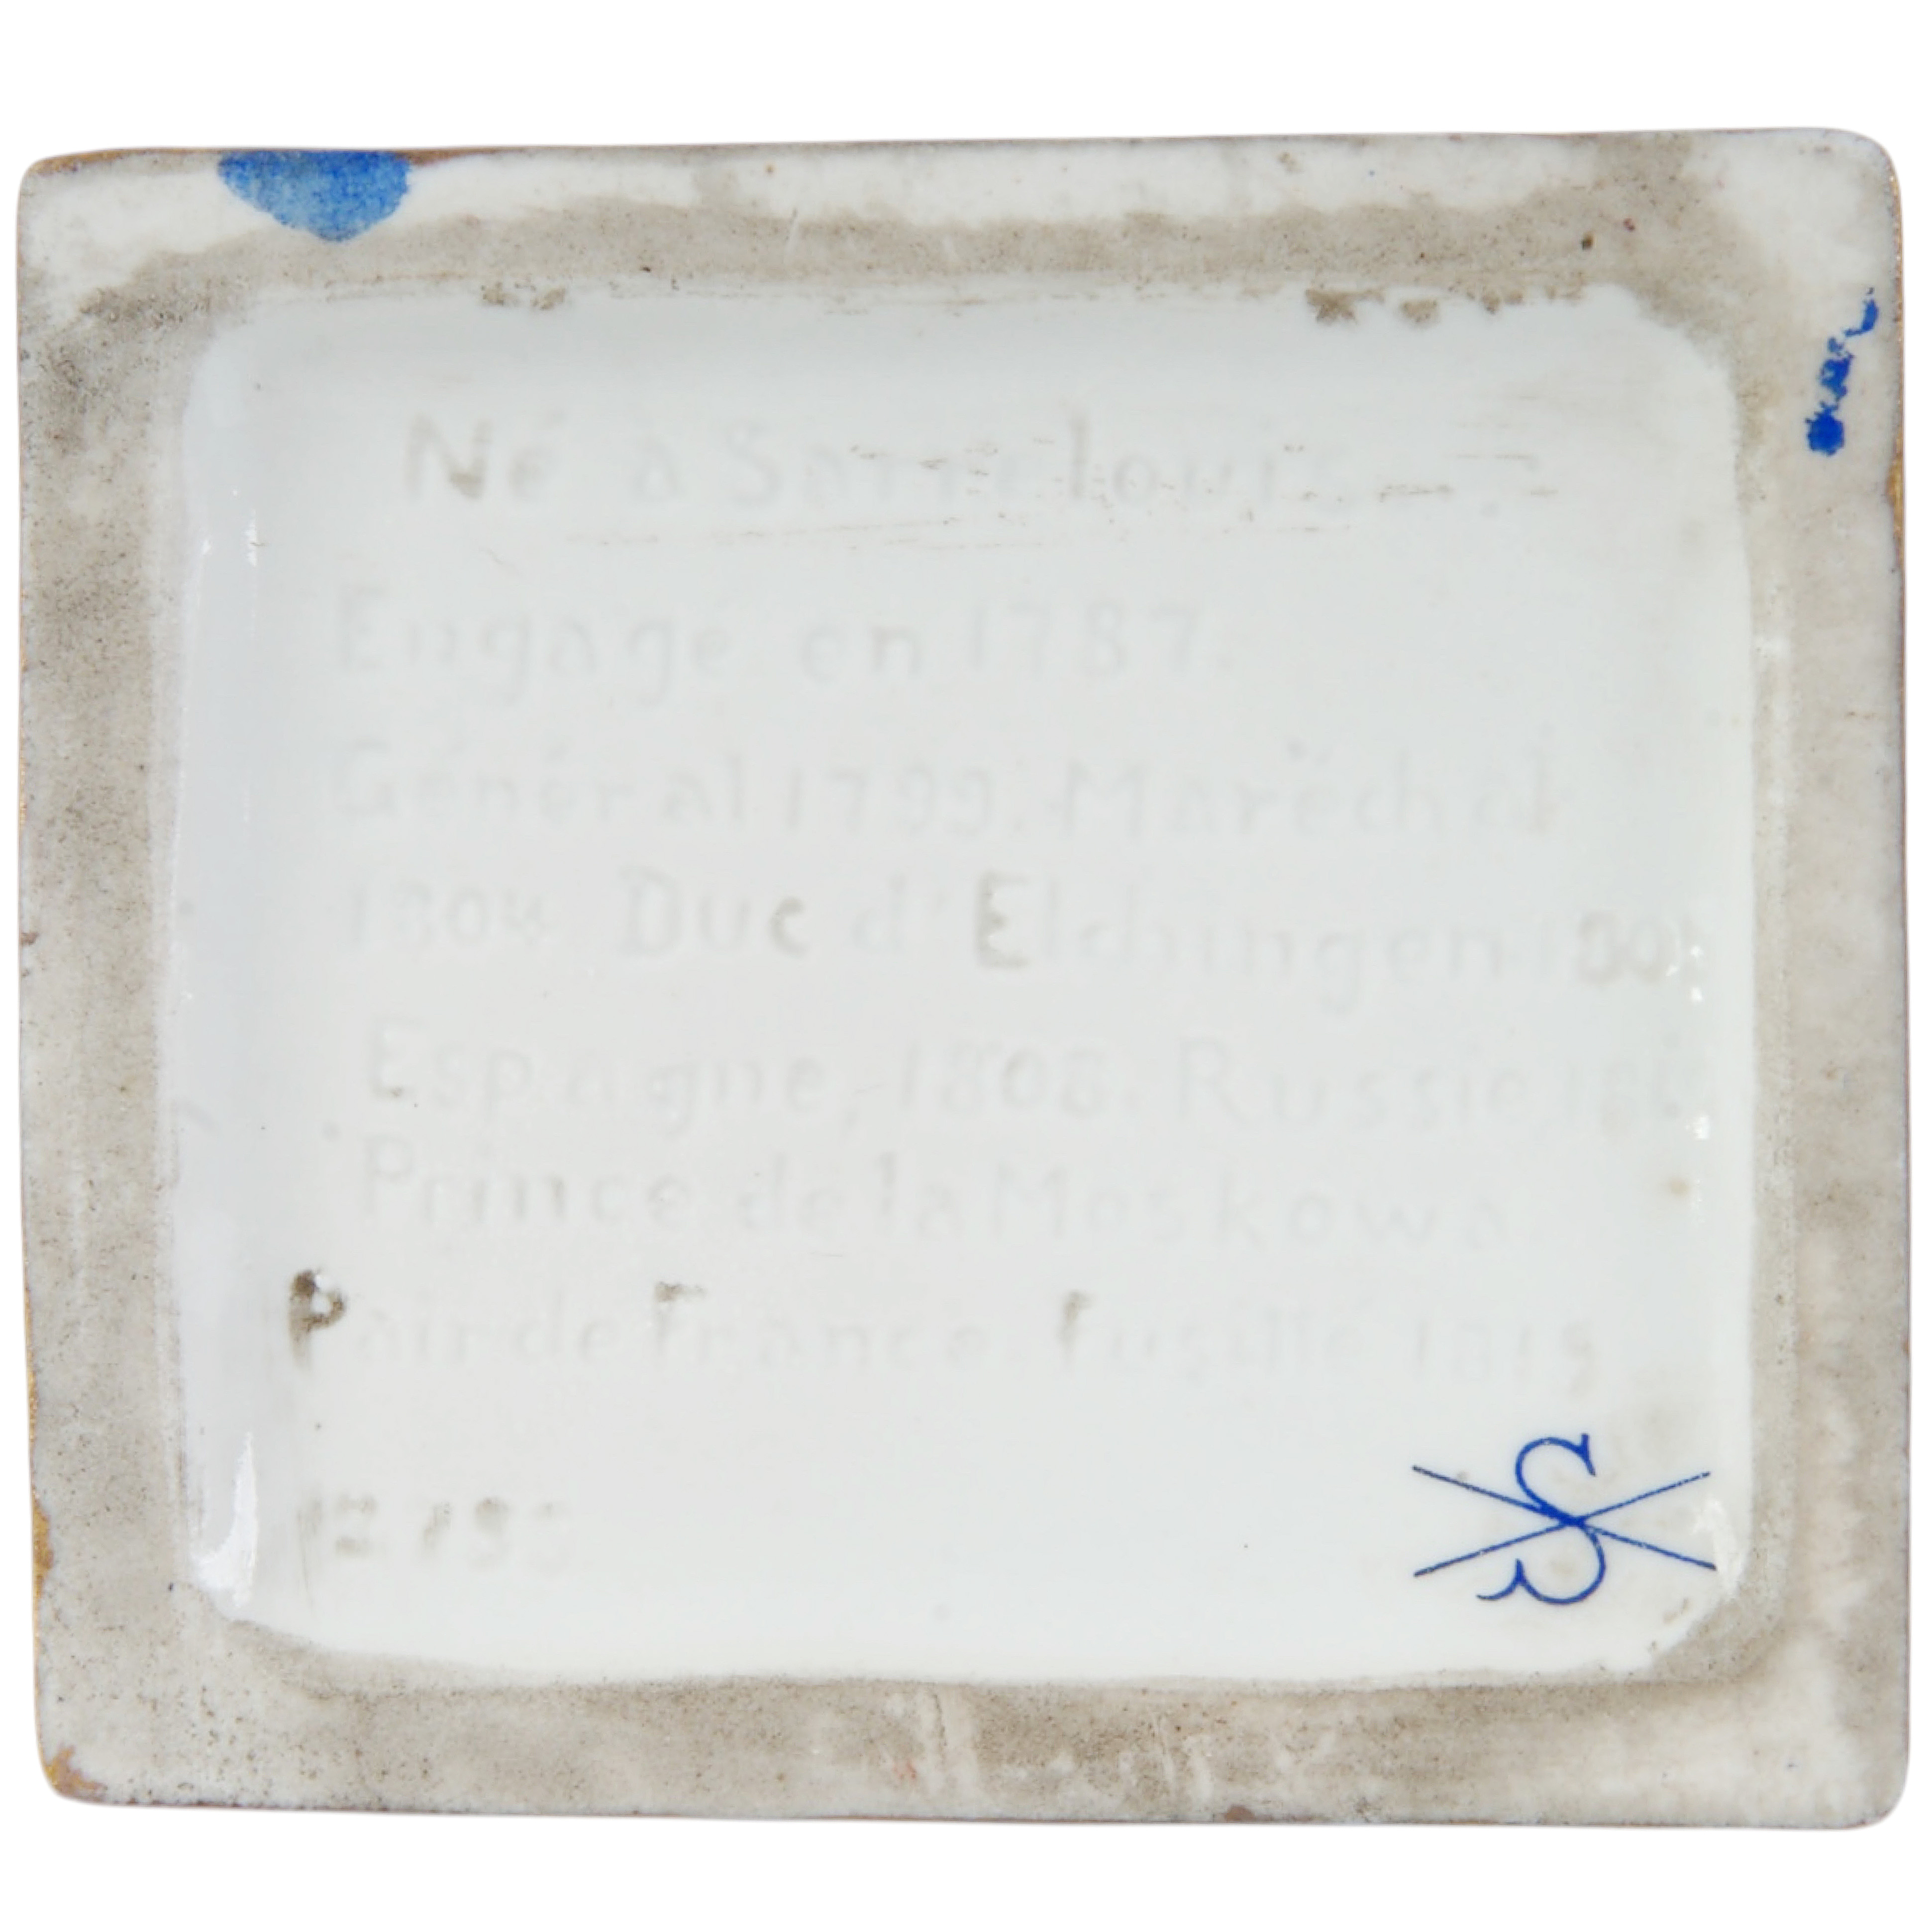 Né à Sarrelouis
Engagé en 1787.
Général 1799. Maréchal
1804 Duc d'Elchingen
Espagne, 1808. Russie
Prince de la Moskowa
Pair de France. fusillé 1815
S